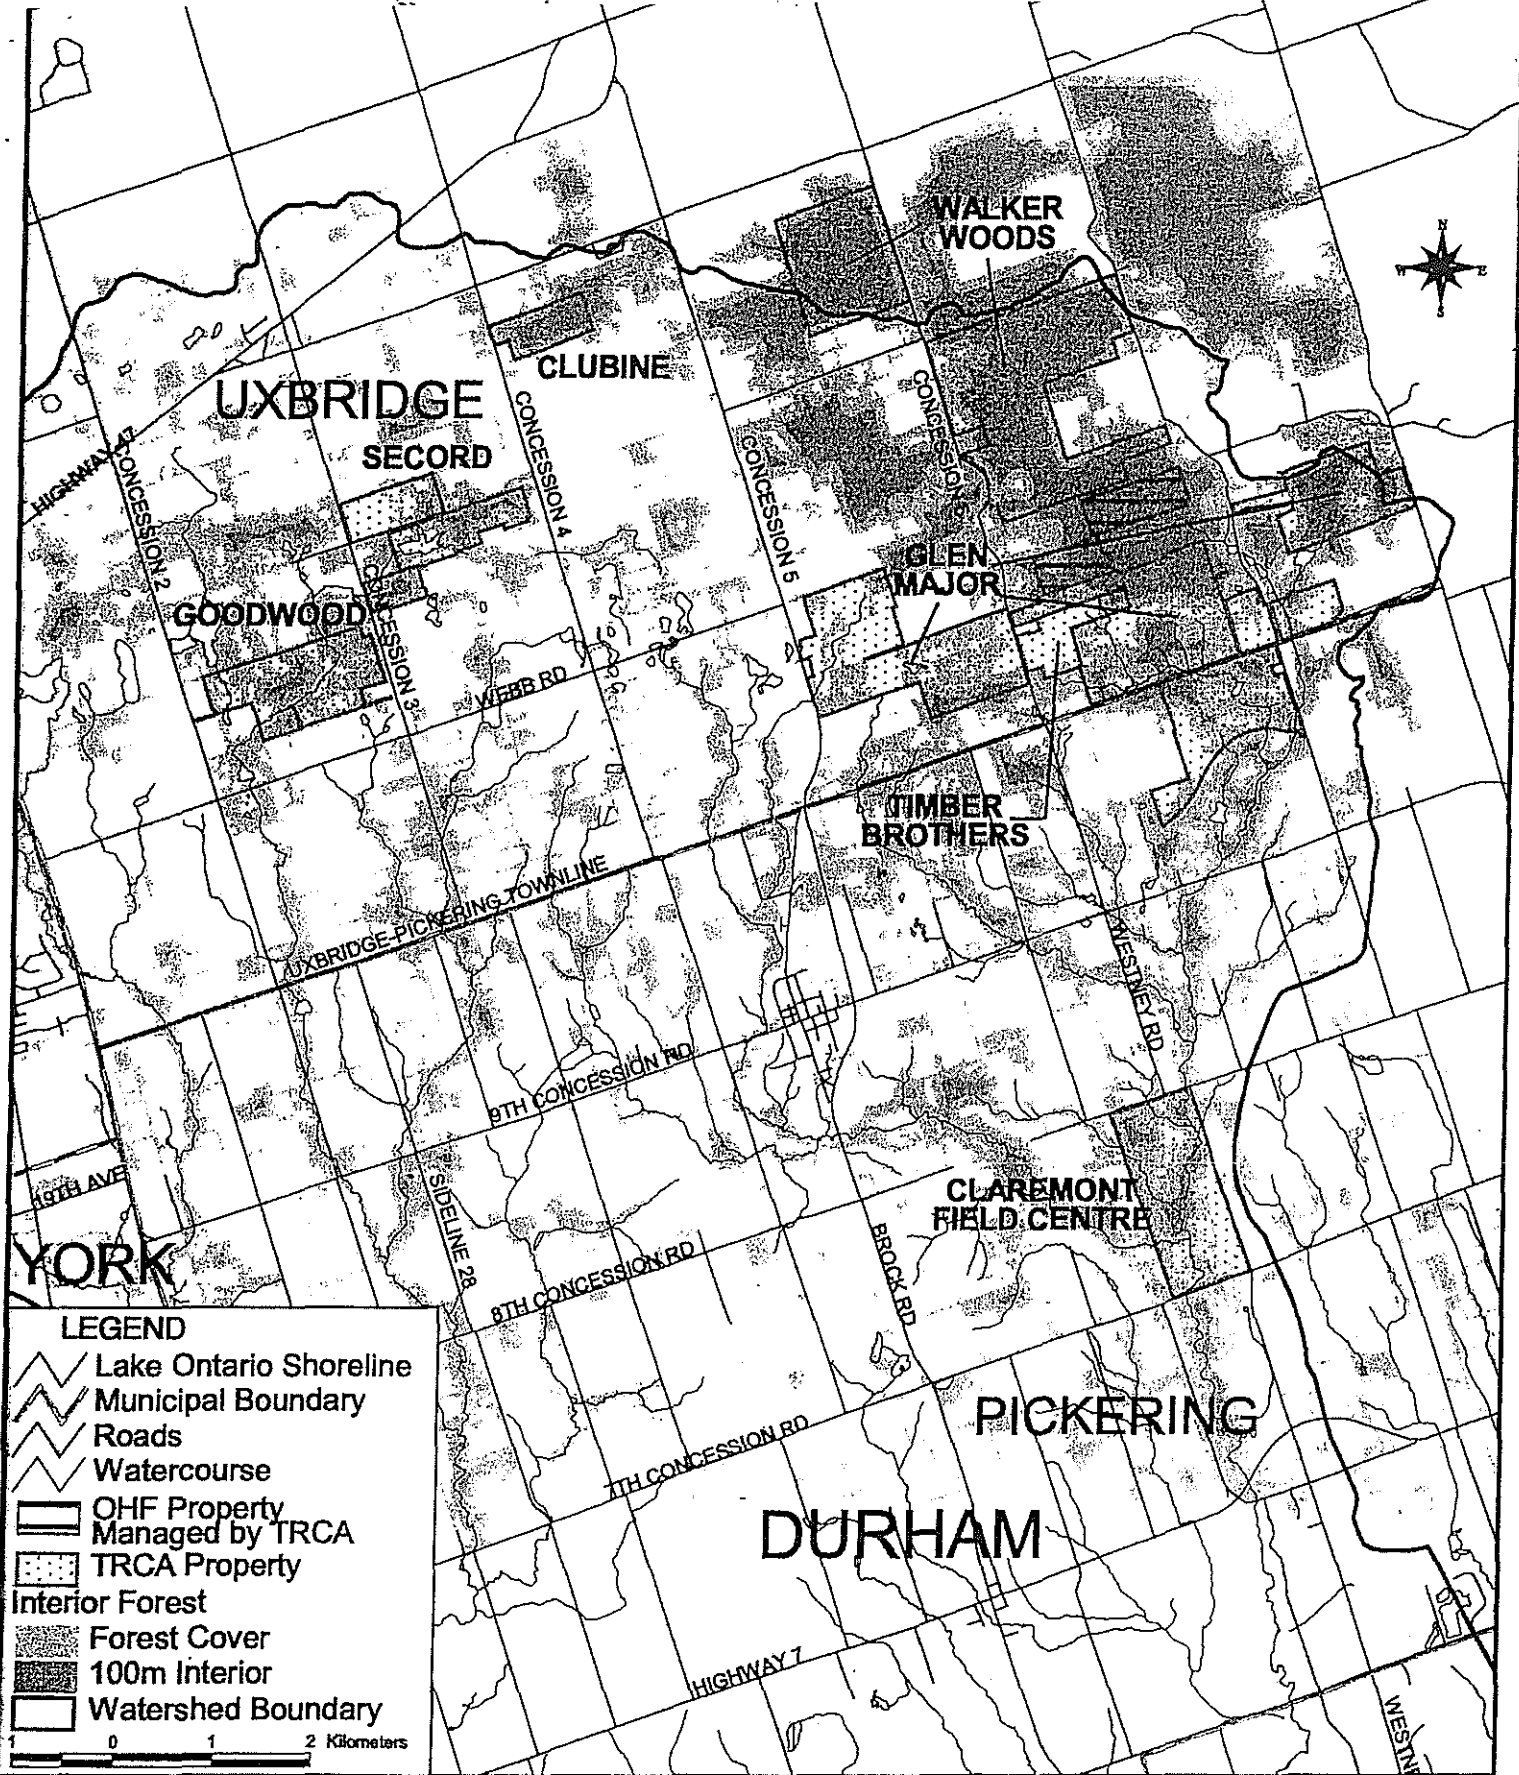 WALKER
WOODS
N
W
E
S
CLUBINE
UXBRIDGE
SECORD
HIGHWAY 47
CONCESSION 2
CONCESSION 4
CONCESSION 5
CONCESSION 6
GLEN
MAJOR
GOODWOOD
CONCESSION 3
WEBB RD
TIMBER
BROTHERS
UXBRIDGE-PICKERING TOWNLINE
WESTNEY RD
9TH CONCESSION RD
19TH AVE
SIDELINE 28
CLAREMONT
FIELD CENTRE
YORK
8TH CONCESSION RD
BROCK RD
PICKERING
7TH CONCESSION RD
DURHAM
HIGHWAY 7
WESTNE
LEGEND
Lake Ontario Shoreline
Municipal Boundary
Roads
Watercourse
OHF Property
Managed by TRCA
TRCA Property
Interior Forest
Forest Cover
100m Interior
Watershed Boundary
1 0 1 2 Kilometers